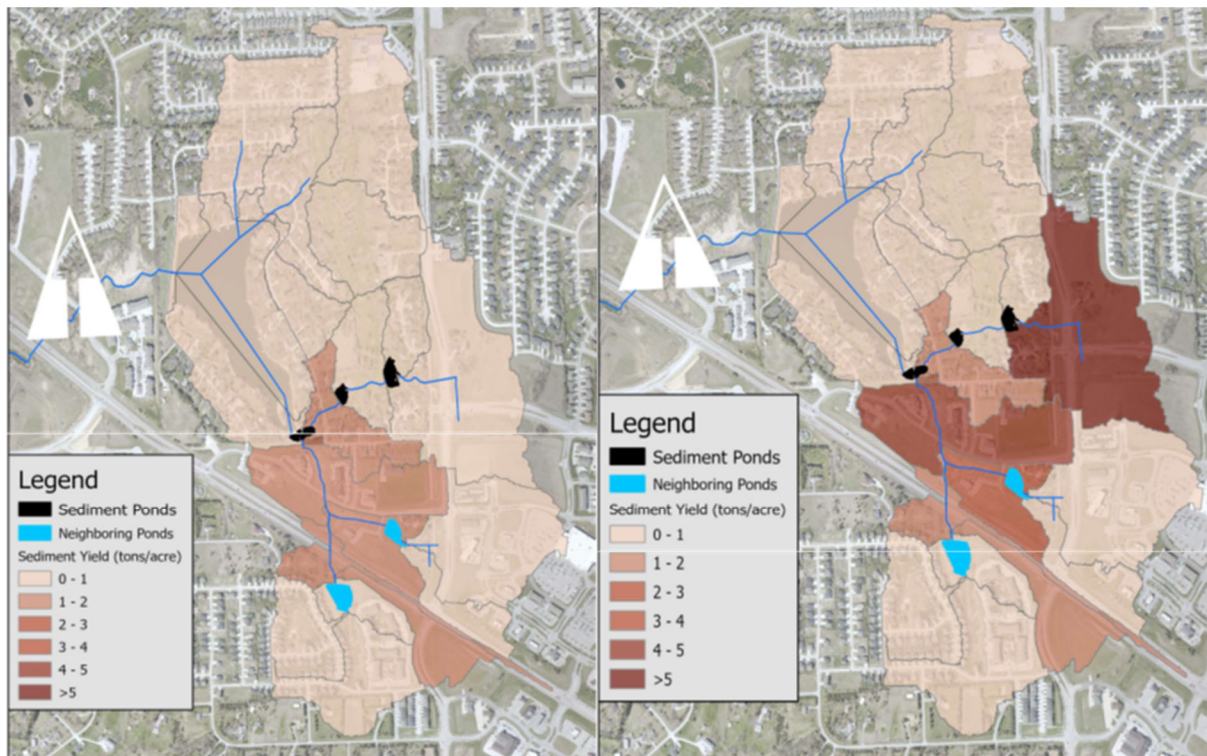 Legend
Sediment Ponds
Neighboring Ponds
Sediment Yield (tons/acre)
0 - 1
1 - 2
2 - 3
3 - 4
4 - 5
>5
Legend
Sediment Ponds
Neighboring Ponds
Sediment Yield (tons/acre)
0 - 1
1 - 2
2 - 3
3 - 4
4 - 5
>5